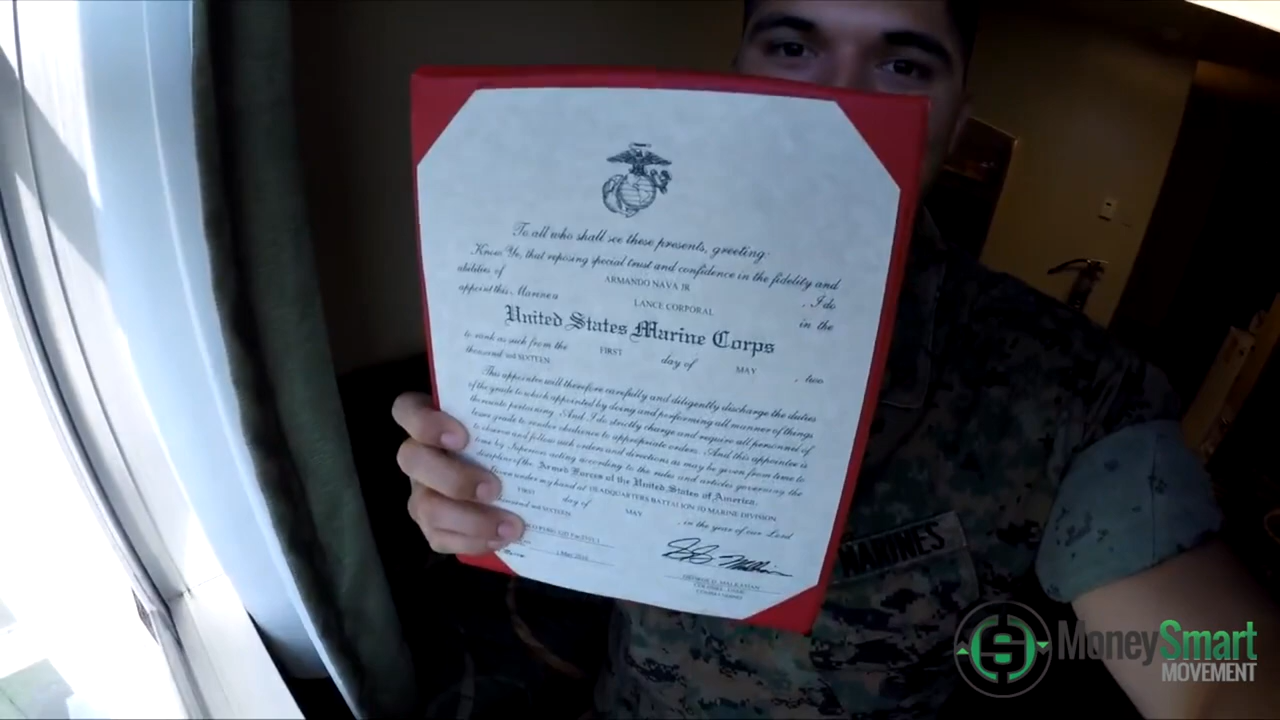 To all who shall see these presents, greeting:
Know Ye, that reposing special trust and confidence in the fidelity and
abilities of ARMANDO NAVA JR , I do
appoint this Marine a LANCE CORPORAL in the
United States Marine Corps
to rank as such from the FIRST day of MAY , two
thousand and SIXTEEN
This appointee will therefore carefully and diligently discharge the duties
of the grade to which appointed by doing and performing all manner of things
thereunto pertaining. And I do strictly charge and require all personnel of
lesser grade to render obedience to appropriate orders. And this appointee is
to observe and follow such orders and directions as may be given from time to
time by Superiors acting according to the rules and articles governing the
discipline of the Armed Forces of the United States of America.
under my hand at HEADQUARTERS BATTALION 1D MARINE DIVISION
FIRST day of MAY , in the year of our Lord
thousand and SIXTEEN
MARINES
MoneySmart
MOVEMENT